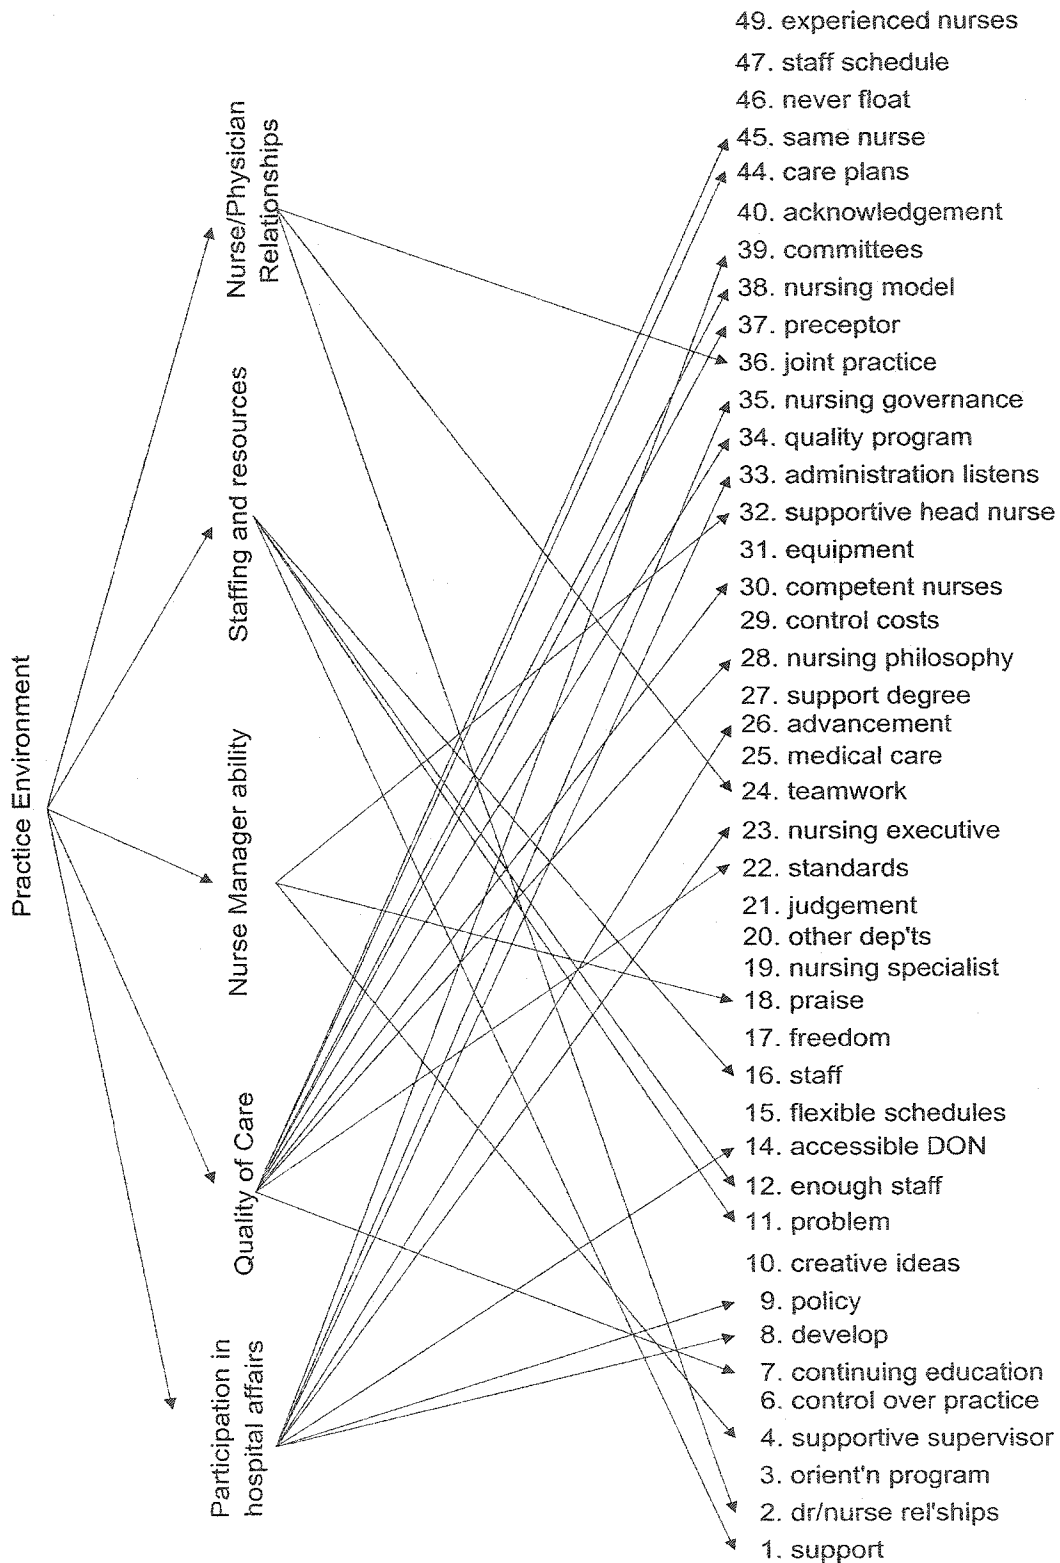 Practice Environment
Nurse/Physician
Relationships
Staffing and resources
Nurse Manager ability
Quality of Care
Participation in
hospital affairs
49. experienced nurses
47. staff schedule
46. never float
45. same nurse
44. care plans
40. acknowledgement
39. committees
38. nursing model
37. preceptor
36. joint practice
35. nursing governance
34. quality program
33. administration listens
32. supportive head nurse
31. equipment
30. competent nurses
29. control costs
28. nursing philosophy
27. support degree
26. advancement
25. medical care
24. teamwork
23. nursing executive
22. standards
21. judgement
20. other dep'ts
19. nursing specialist
18. praise
17. freedom
16. staff
15. flexible schedules
14. accessible DON
12. enough staff
11. problem
10. creative ideas
9. policy
8. develop
7. continuing education
6. control over practice
4. supportive supervisor
3. orient'n program
2. dr/nurse rel'ships
1. support